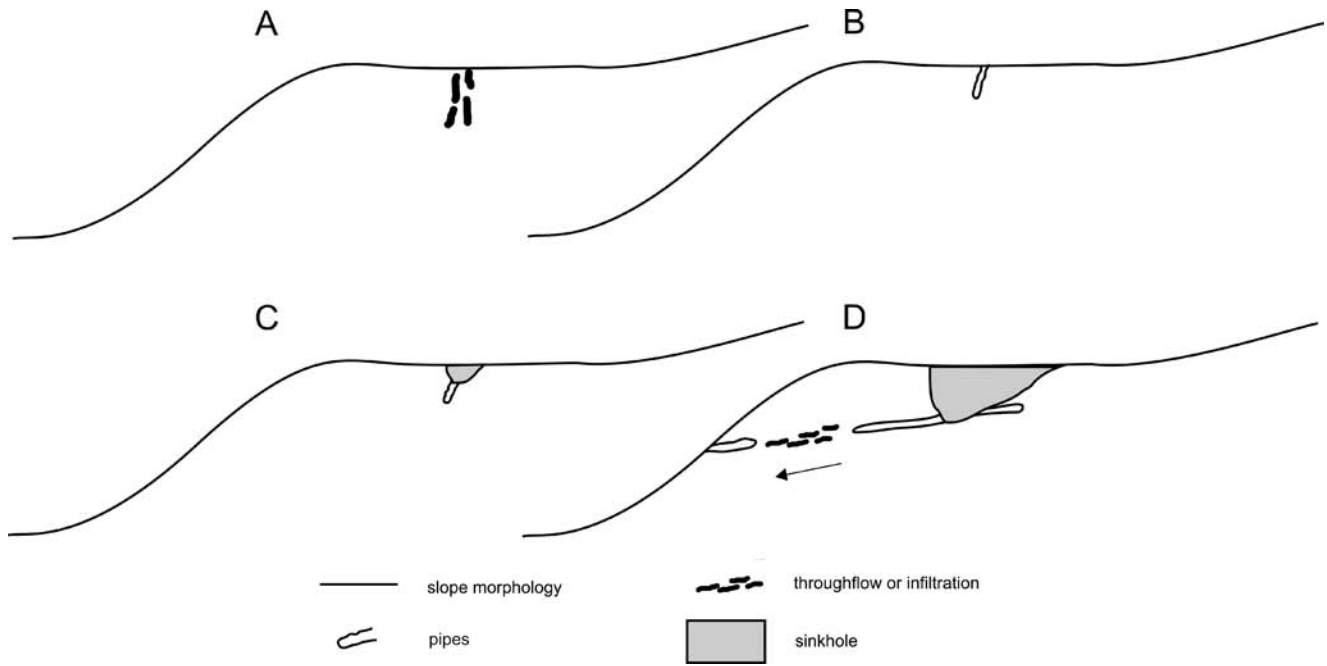 A
B
C
D
slope morphology
throughflow or infiltration
pipes
sinkhole